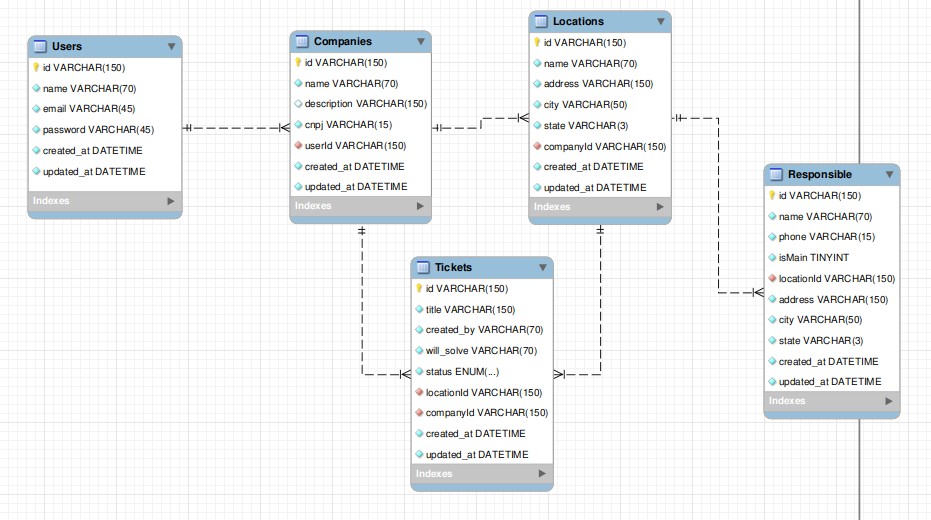 Users
id VARCHAR(150)
name VARCHAR(70)
email VARCHAR(45)
password VARCHAR(45)
created_at DATETIME
updated_at DATETIME
Indexes
Companies
id VARCHAR(150)
name VARCHAR(70)
description VARCHAR(150)
cnpj VARCHAR(15)
userId VARCHAR(150)
created_at DATETIME
updated_at DATETIME
Indexes
Locations
id VARCHAR(150)
name VARCHAR(70)
address VARCHAR(150)
city VARCHAR(50)
state VARCHAR(3)
companyId VARCHAR(150)
created_at DATETIME
updated_at DATETIME
Indexes
Responsible
id VARCHAR(150)
name VARCHAR(70)
phone VARCHAR(15)
isMain TINYINT
locationId VARCHAR(150)
address VARCHAR(150)
city VARCHAR(50)
state VARCHAR(3)
created_at DATETIME
updated_at DATETIME
Indexes
Tickets
id VARCHAR(150)
title VARCHAR(150)
created_by VARCHAR(70)
will_solve VARCHAR(70)
status ENUM(...)
locationId VARCHAR(150)
companyId VARCHAR(150)
created_at DATETIME
updated_at DATETIME
Indexes